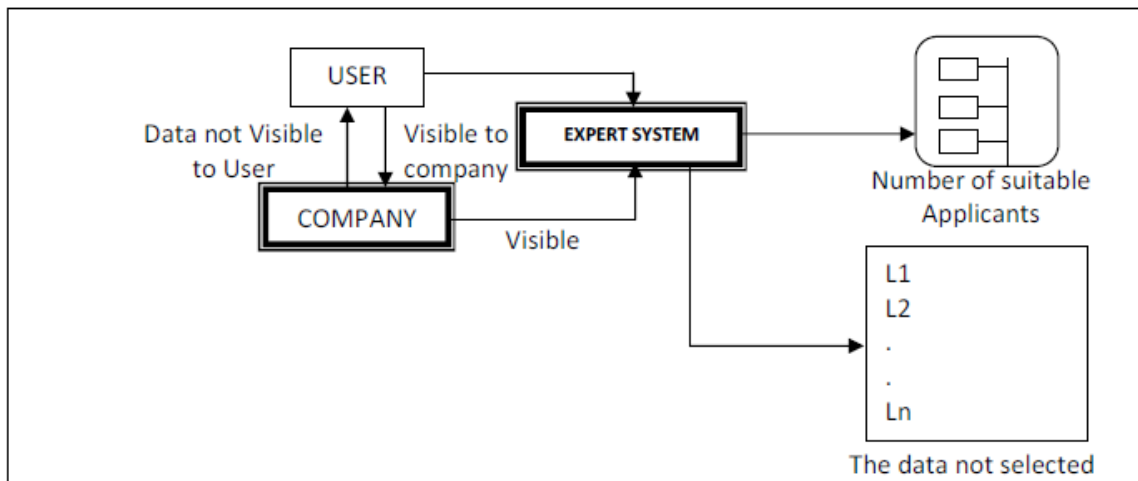 USER
Data not Visible
to User
Visible to
company
EXPERT SYSTEM
COMPANY
Visible
Number of suitable
Applicants
L1
L2
.
.
Ln
The data not selected